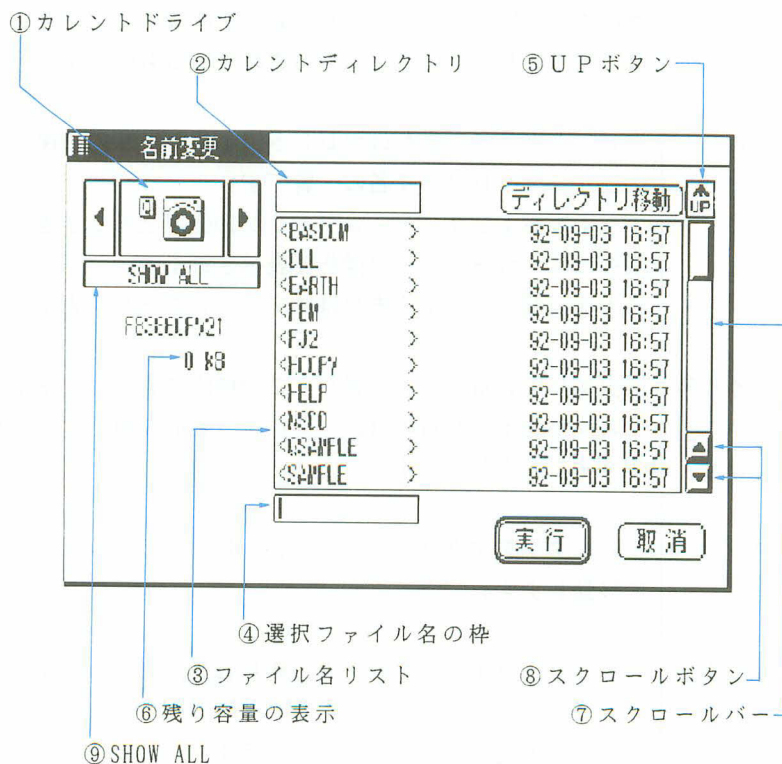 ①カレントドライブ
②カレントディレクトリ
⑤UPボタン
名前変更
Q
ディレクトリ移動
UP
<BASCOM > 92-09-03 16:57
<DLL > 92-09-03 16:57
<EARTH > 92-09-03 16:57
<FEM > 92-09-03 16:57
<FJ2 > 92-09-03 16:57
<HCOPY > 92-09-03 16:57
<HELP > 92-09-03 16:57
<NSDD > 92-09-03 16:57
<GSAMPLE > 92-09-03 16:57
<SAMPLE > 92-09-03 16:57
SHOW ALL
0 KB
実行
取消
④選択ファイル名の枠
③ファイル名リスト
⑧スクロールボタン
⑥残り容量の表示
⑦スクロールバー
⑨SHOW ALL